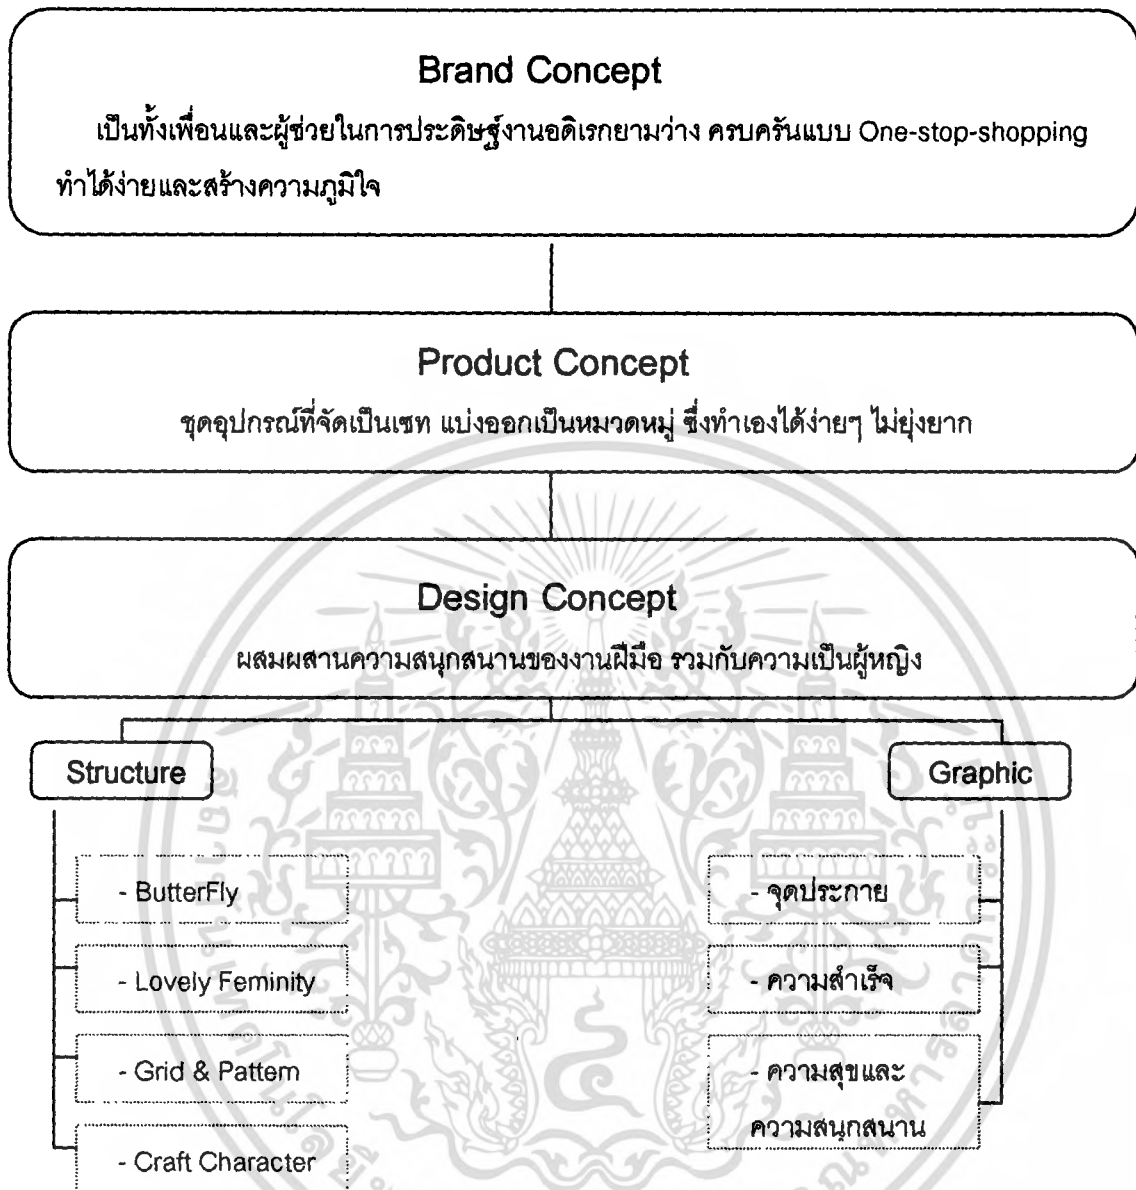 Brand Concept
เป็นทั้งเพื่อนและผู้ช่วยในการประดิษฐ์งานอดิเรกยามว่าง ครบครันแบบ One-stop-shopping
ทำได้ง่ายและสร้างความภูมิใจ
Product Concept
ชุดอุปกรณ์ที่จัดเป็นเซท แบ่งออกเป็นหมวดหมู่ ซึ่งทำเองได้ง่ายๆ ไม่ยุ่งยาก
Design Concept
ผสมผสานความสนุกสนานของงานฝีมือ รวมกับความเป็นผู้หญิง
Structure
Graphic
- ButterFly
- Lovely Feminity
- Grid & Pattern
- Craft Character
- จุดประกาย
- ความสำเร็จ
- ความสุขและ
ความสนุกสนาน